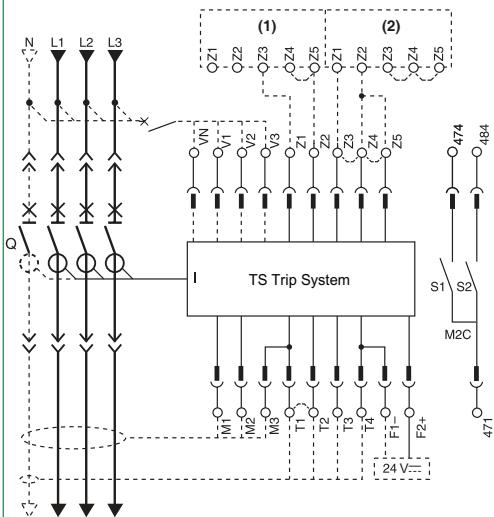 (1) (2)
Z1 Z2 Z3 Z4 Z5 Z1 Z2 Z3 Z4 Z5
N L1 L2 L3
VN V1 V2 V3 Z1 Z2 Z3 Z4 Z5
474 484
Q
I TS Trip System
S1 S2
M2C
M1 M2 M3 T1 T2 T3 T4 F1– F2+
471
24 V